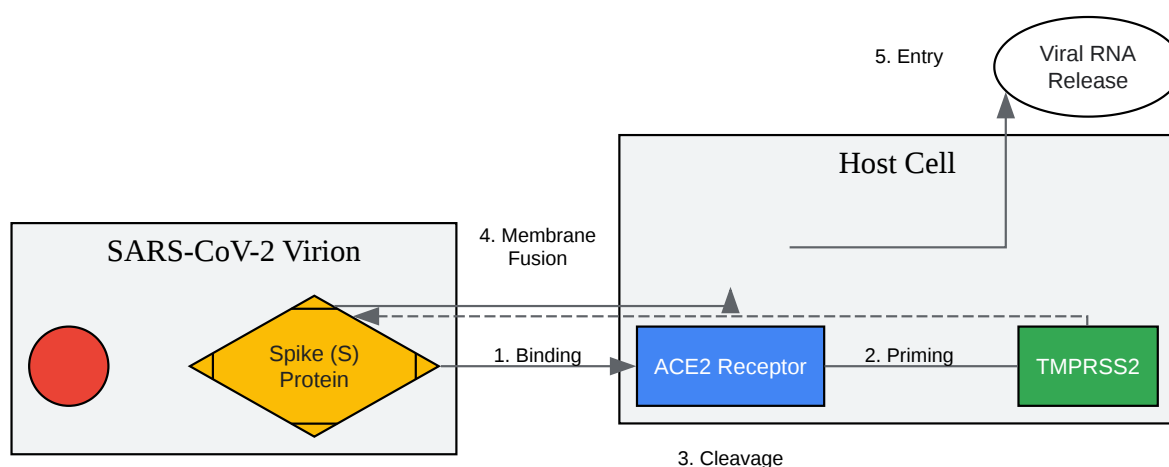 5. Entry
Viral RNA
Release
Host Cell
SARS-CoV-2 Virion
4. Membrane
Fusion
Spike (S)
Protein
1. Binding
ACE2 Receptor
2. Priming
TMPRSS2
3. Cleavage